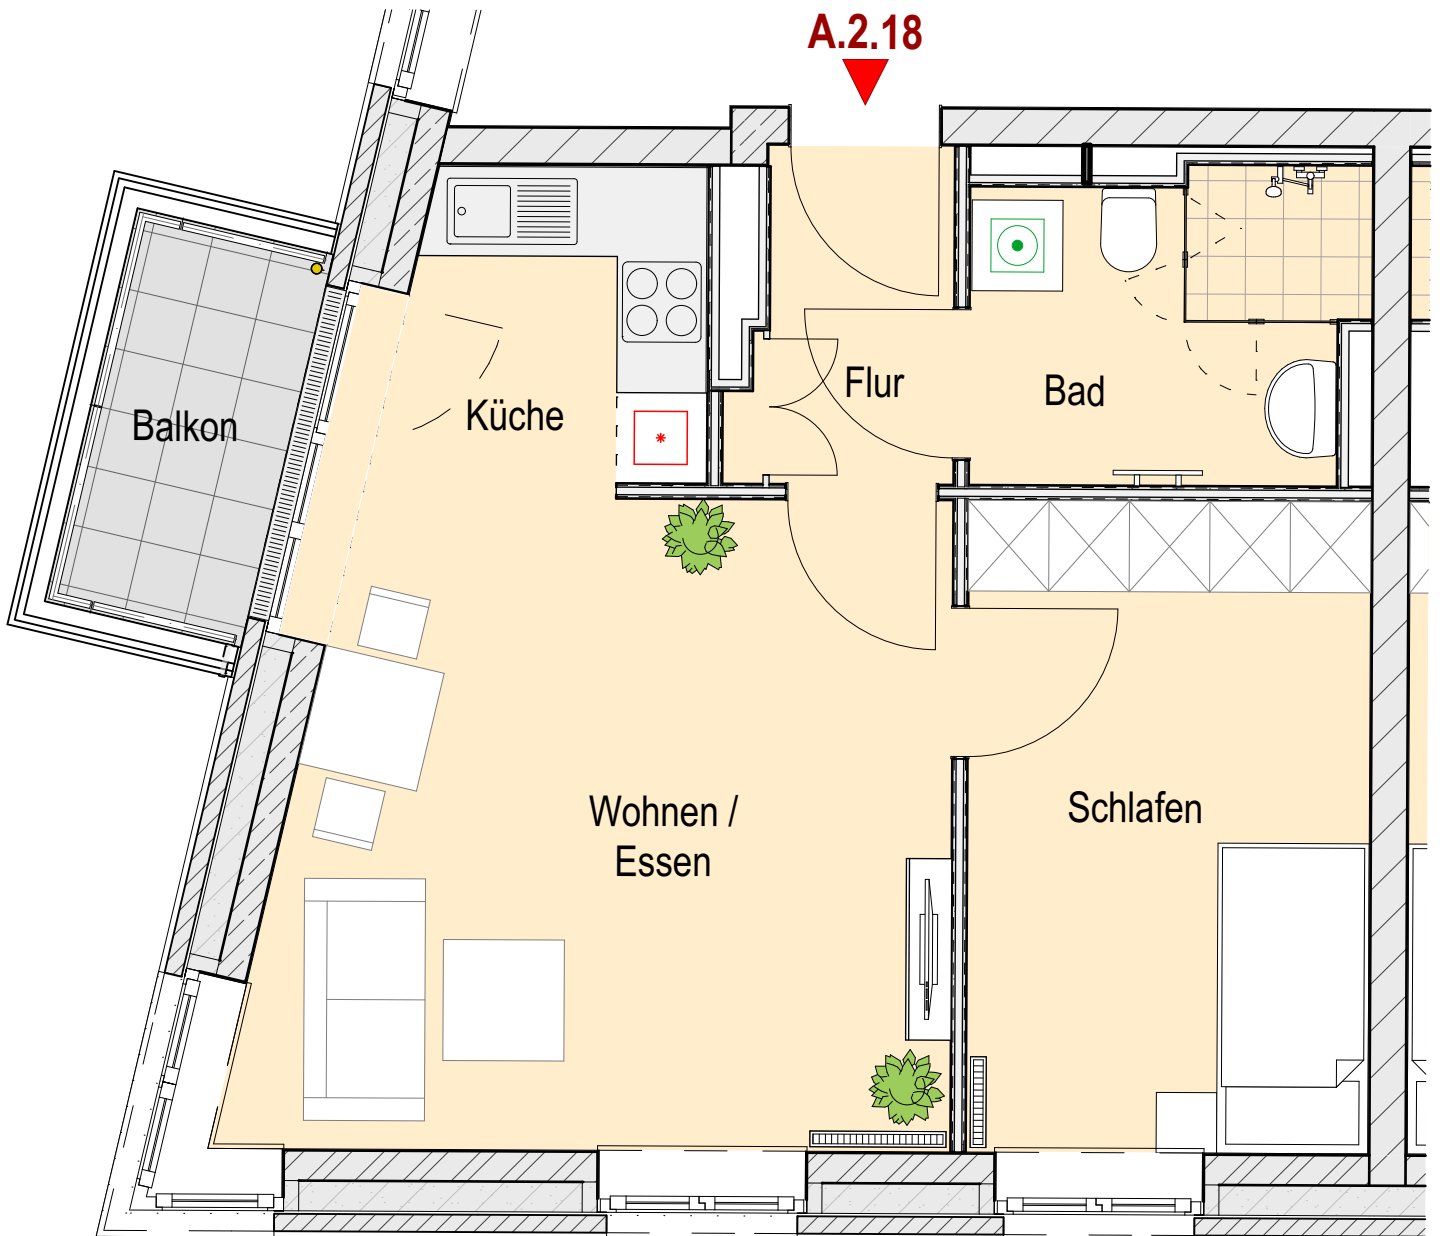 A.2.18
Balkon
Küche
Flur
Bad
Wohnen /
Essen
Schlafen